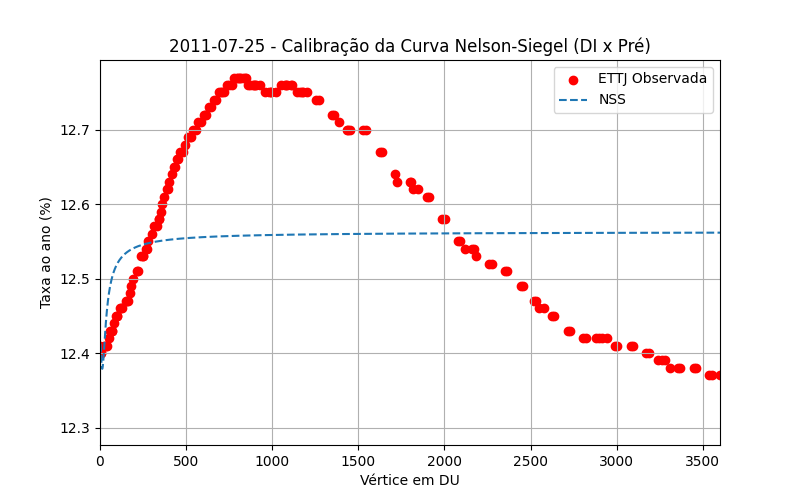 2011-07-25 - Calibração da Curva Nelson-Siegel (DI x Pré)
ETTJ Observada
NSS
Taxa ao ano (%)
12.7
12.6
12.5
12.4
12.3
0 500 1000 1500 2000 2500 3000 3500
Vértice em DU